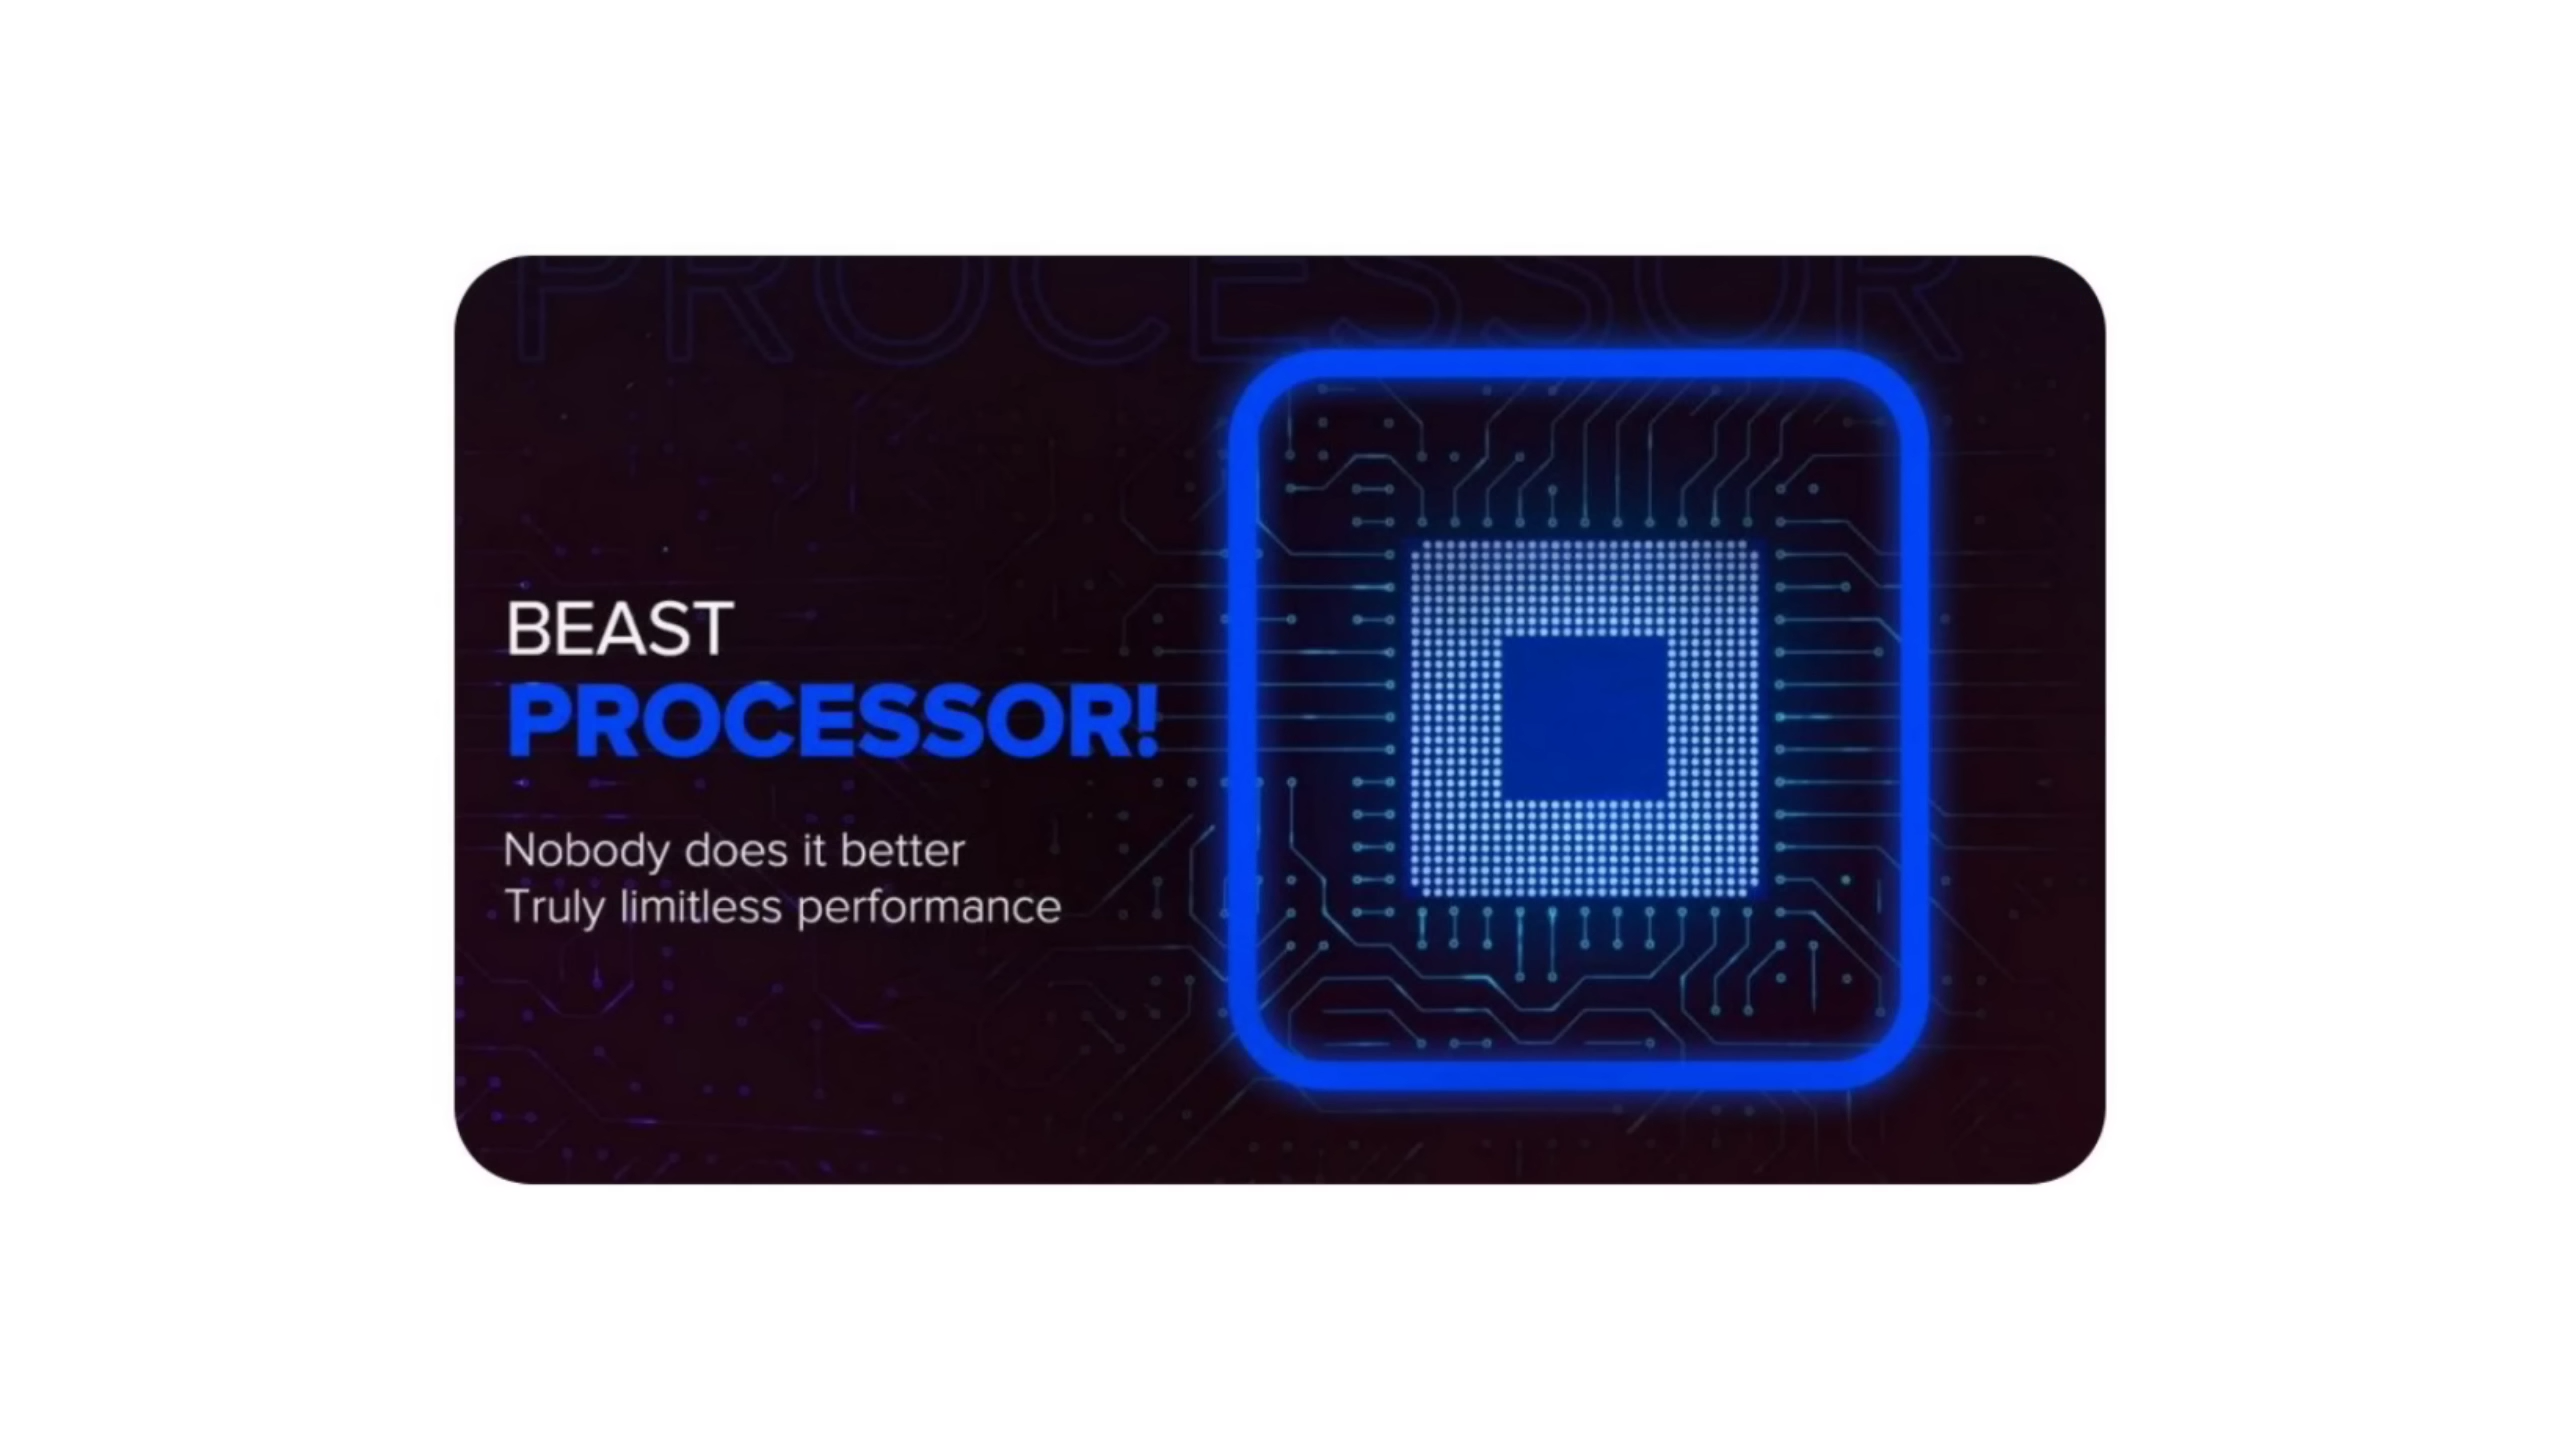 PROCESSOR
BEAST
PROCESSOR!
Nobody does it better
Truly limitless performance